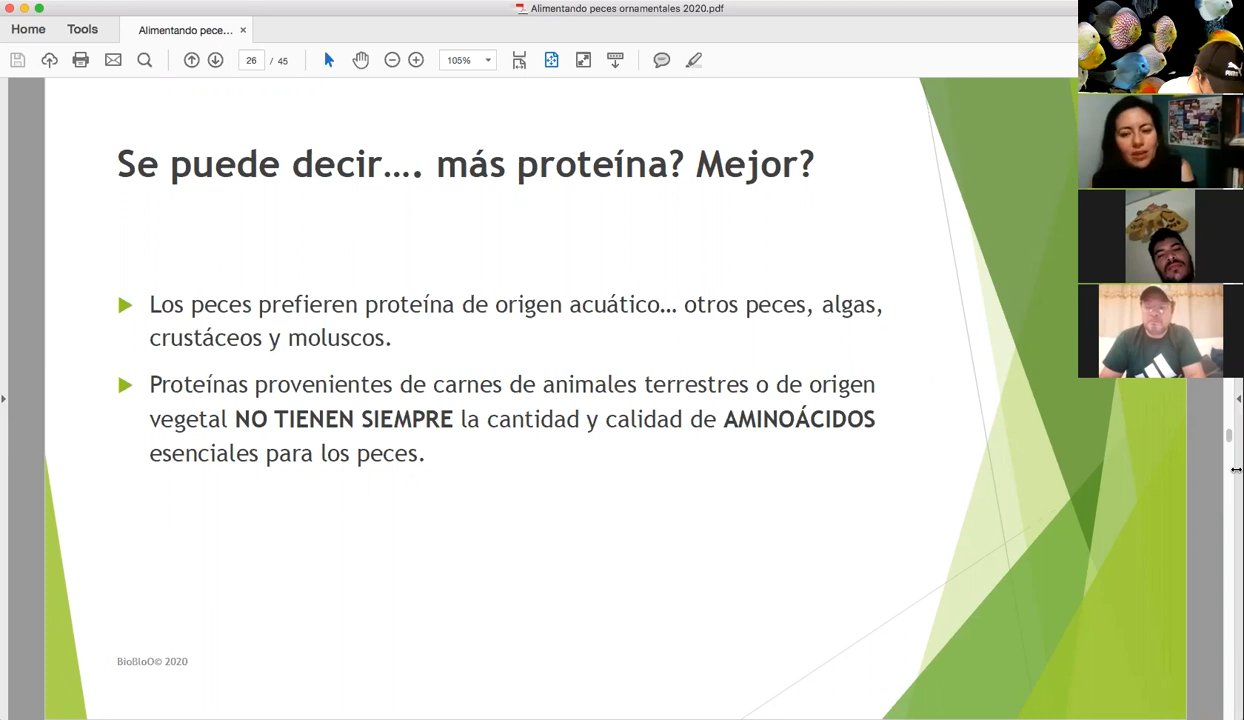 Alimentando peces ornamentales 2020.pdf
Home Tools Alimentando pece... ×
26 / 45 105%
Se puede decir.... más proteína? Mejor?
Los peces prefieren proteína de origen acuático... otros peces, algas,
crustáceos y moluscos.
Proteínas provenientes de carnes de animales terrestres o de origen
vegetal NO TIENEN SIEMPRE la cantidad y calidad de AMINOÁCIDOS
esenciales para los peces.
BioBloO© 2020